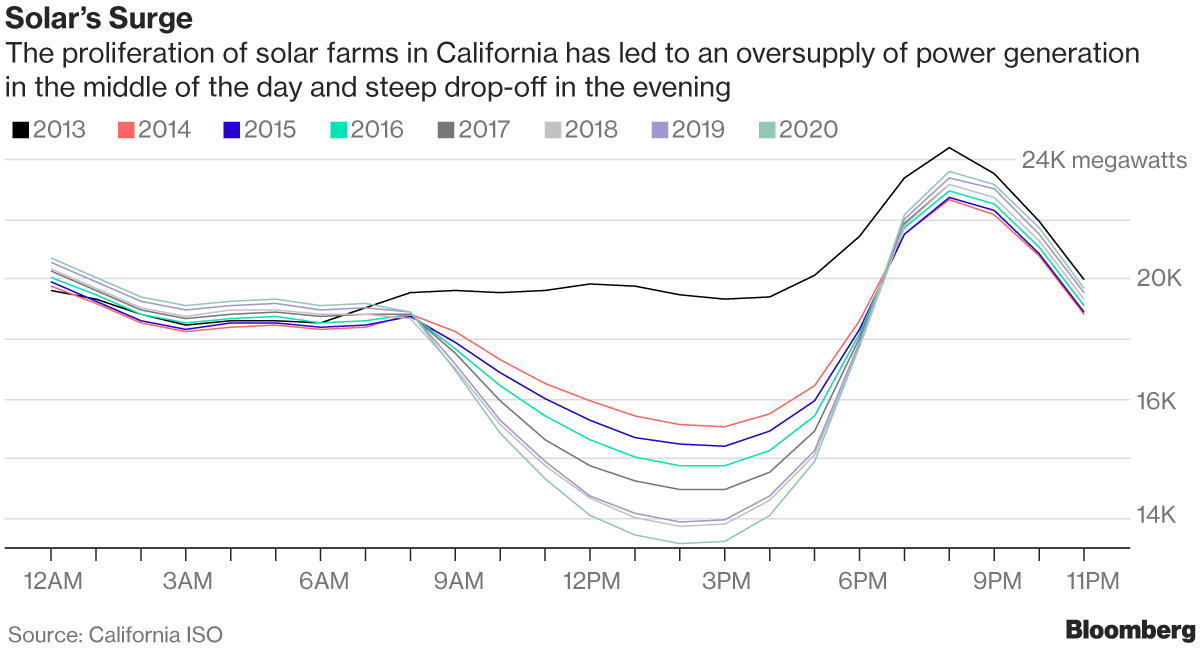 Solar’s Surge
The proliferation of solar farms in California has led to an oversupply of power generation
in the middle of the day and steep drop-off in the evening
2013 2014 2015 2016 2017 2018 2019 2020
24K megawatts
20K
16K
14K
12AM 3AM 6AM 9AM 12PM 3PM 6PM 9PM 11PM
Source: California ISO
Bloomberg